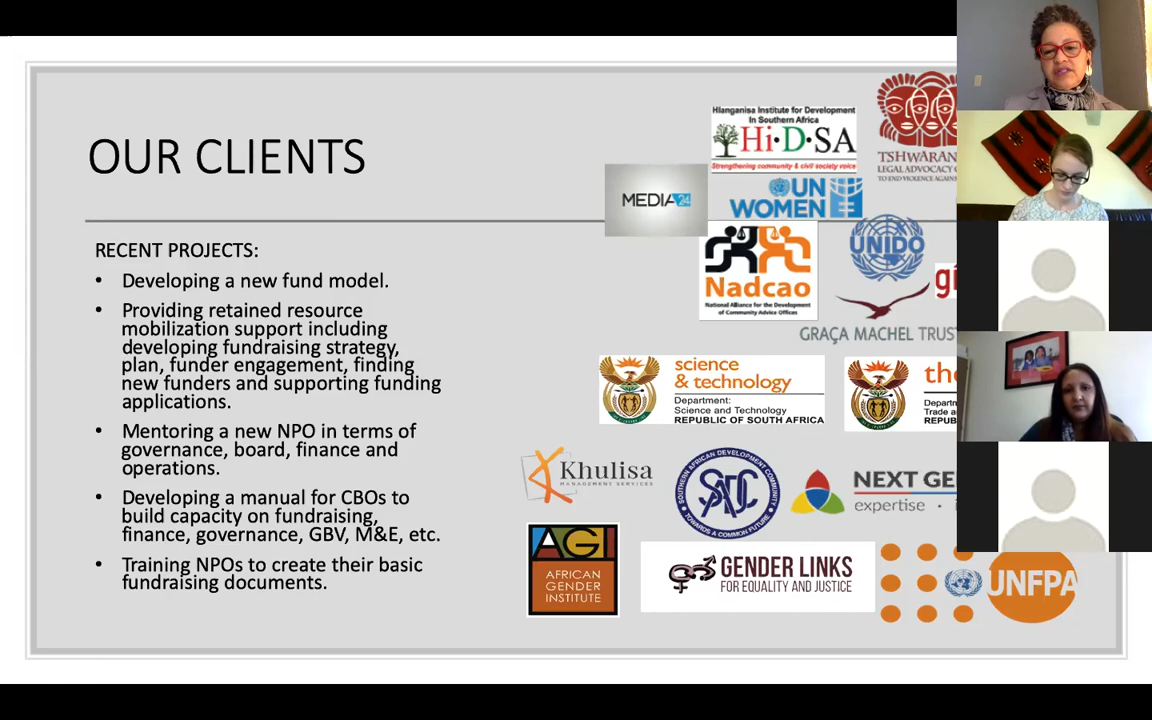 OUR CLIENTS
RECENT PROJECTS:
• Developing a new fund model.
• Providing retained resource
mobilization support including
developing fundraising strategy,
plan, funder engagement, finding
new funders and supporting funding
applications.
• Mentoring a new NPO in terms of
governance, board, finance and
operations.
• Developing a manual for CBOs to
build capacity on fundraising,
finance, governance, GBV, M&E, etc.
• Training NPOs to create their basic
fundraising documents.
Hlanganisa Institute for Development
In Southern Africa
Hi·D·SA
Strengthening community & civil society voice
TSHWARAN
LEGAL ADVOCACY C
TO END VIOLENCE AGAINS
MEDIA24
UN
WOMEN
UNIDO
Nadcao
National Alliance for the Development
of Community Advice Offices
gi
GRAÇA MACHEL TRUST
science
& technology
Department:
Science and Technology
REPUBLIC OF SOUTH AFRICA
the
Departm
Trade a
REPUBL
Khulisa
MANAGEMENT SERVICES
SOUTHERN AFRICAN DEVELOPMENT COMMUNITY
SADC
TOWARDS A COMMON FUTURE
NEXT GE
expertise ·
AGI
AFRICAN
GENDER
INSTITUTE
GENDER LINKS
FOR EQUALITY AND JUSTICE
UNFPA